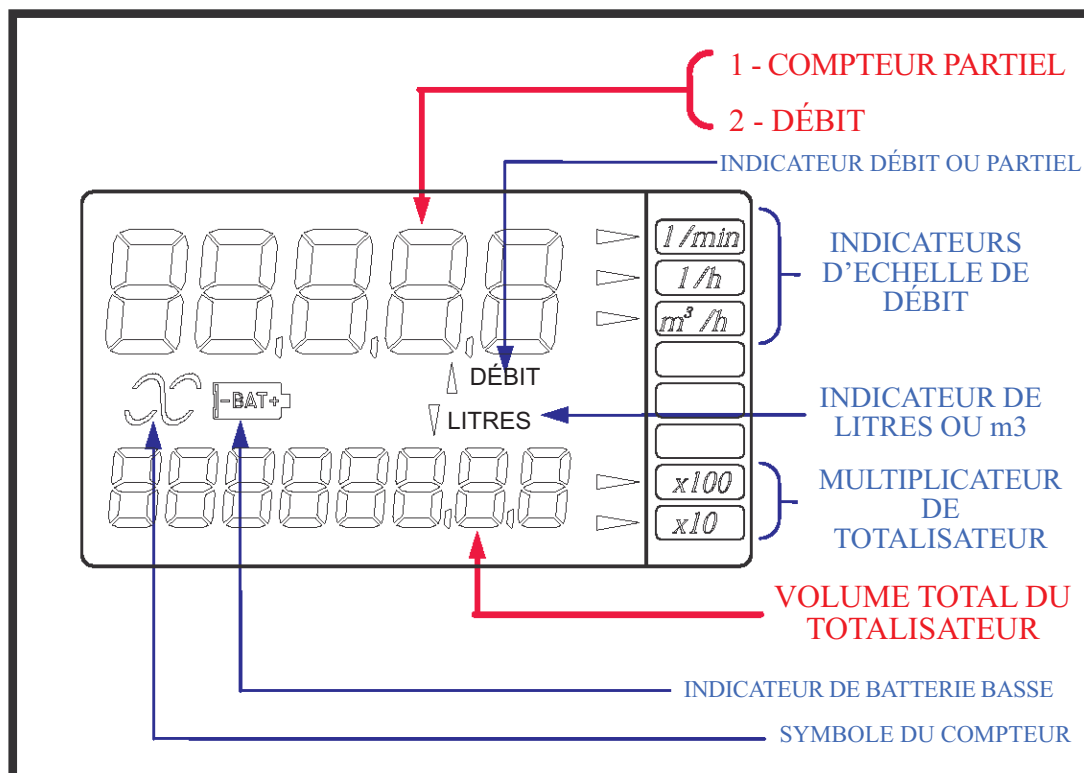 1 - COMPTEUR PARTIEL
2 - DÉBIT
INDICATEUR DÉBIT OU PARTIEL
1/min
1/h
m³/h
INDICATEURS
D'ECHELLE DE
DÉBIT
DÉBIT
-BAT+
LITRES
INDICATEUR DE
LITRES OU m3
x100
x10
MULTIPLICATEUR
DE
TOTALISATEUR
VOLUME TOTAL DU
TOTALISATEUR
INDICATEUR DE BATTERIE BASSE
SYMBOLE DU COMPTEUR